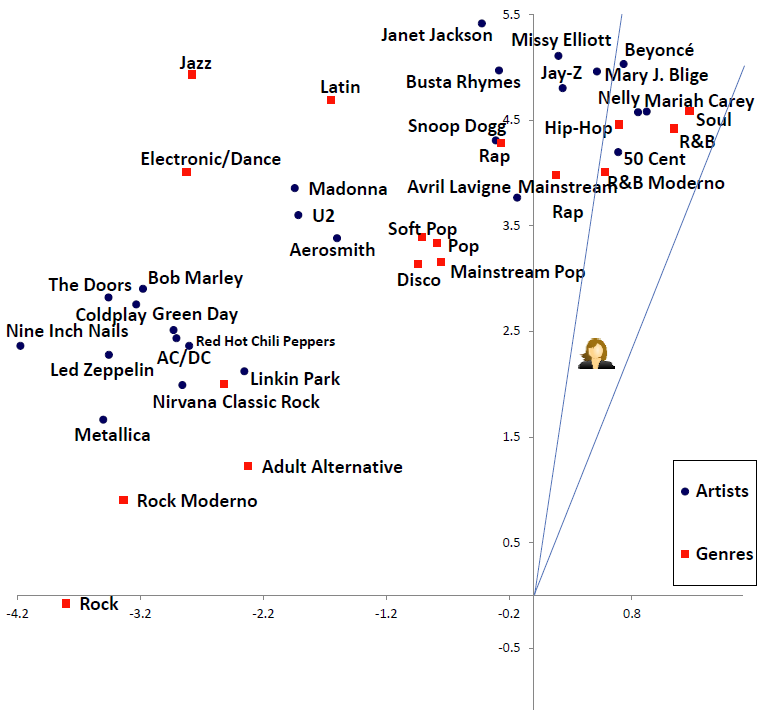 5.5
Janet Jackson
Missy Elriott
Beyoncé
Jazz
Jay-Z
Mary J. Blige
Latin
Busta Rhymes
Nelly Mariah Carey
4.5
Soul
Snoop Dogg
Hip-Hop
R&B
Rap
Electronic/Dance
50 Cent
Madonna
Avril Lavigne Mainstream
R&B Moderno
U2
Rap
3.5
Soft Pop
Aerosmith
Pop
Mainstream Pop
Disco
The Doors
Bob Marley
Coldplay Green Day
Nine Inch Nails
2.5
Red Hot Chili Peppers
AC/DC
Led Zeppelin
Linkin Park
Nirvana Classic Rock
Metallica
1.5
Adult Alternative
Rock Moderno
Artists
0.5
Genres
Rock
-4.2
-3.2
-2.2
-1.2
-0.2
0.8
-0.5